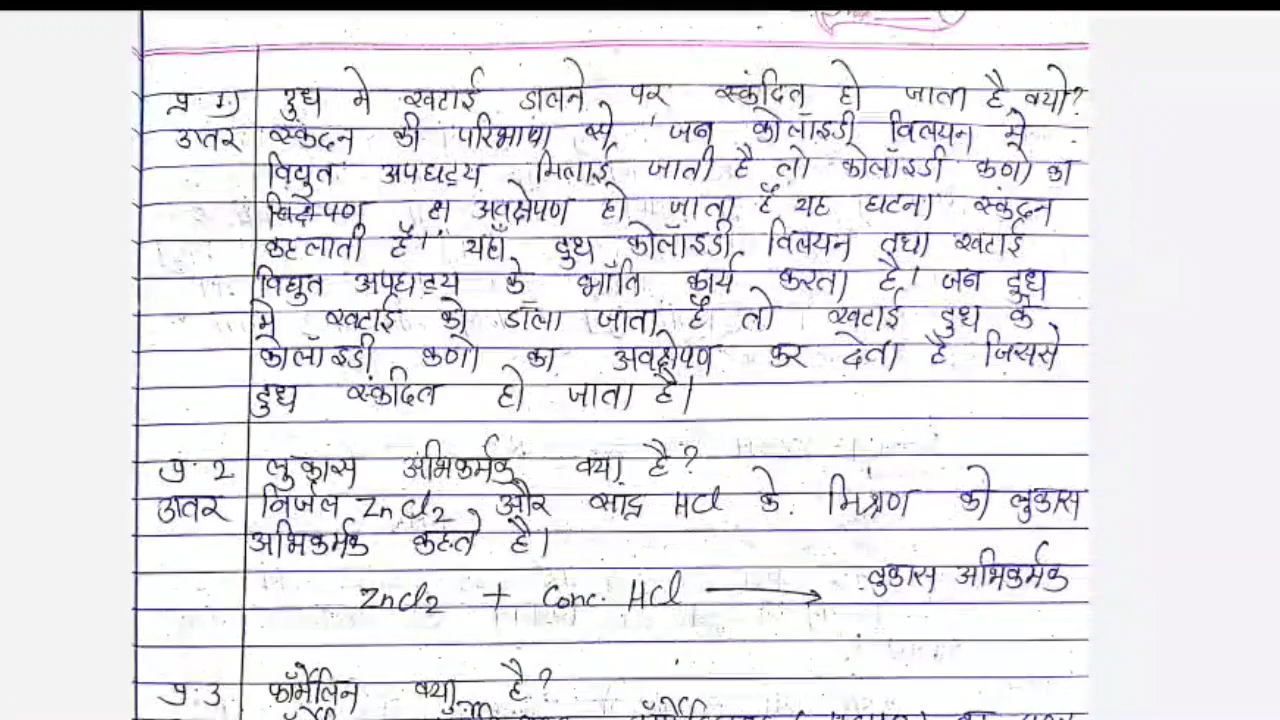 प्र 1) दुध मे खटाई डालने पर स्कंदित हो जाता है क्यो?
उत्तर स्कंदन की परिभाषा से 'जब कोलॉइडी विलयन मे
विद्युत अपघट्य मिलाई जाती है तो कोलॉइडी कणो का
अवक्षेपण हो जाता है यह घटना स्कंदन
कहलाती है।' यहाँ दुध कोलॉइडी विलयन तथा खटाई
विद्युत अपघट्य के भाँति कार्य करता है। जब दुध
मे खटाई को डाला जाता है तो खटाई दुध के
कोलॉइडी कणो का अवक्षेपण कर देता है जिससे
दुध स्कंदित हो जाता है।
प्र 2 लुकास अभिकर्मक क्या है?
उत्तर निर्जल ZnCl2 और सांद्र HCl के मिश्रण को लुकास
अभिकर्मक कहते है।
ZnCl2 + Conc. HCl ⟶ लुकास अभिकर्मक
प्र 3 फॉर्मेलिन क्या है?